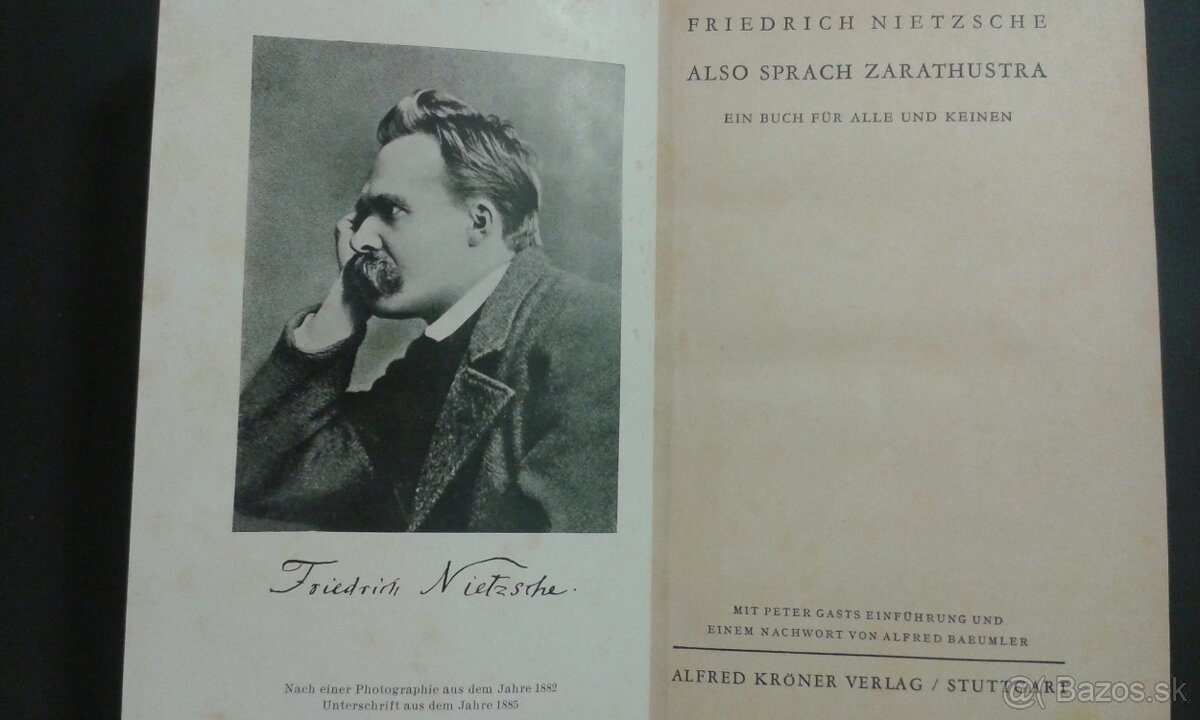 Friedrich Nietzsche.
Nach einer Photographie aus dem Jahre 1882
Unterschrift aus dem Jahre 1885
FRIEDRICH NIETZSCHE
ALSO SPRACH ZARATHUSTRA
EIN BUCH FÜR ALLE UND KEINEN
MIT PETER GASTS EINFÜHRUNG UND
EINEM NACHWORT VON ALFRED BAEUMLER
ALFRED KRÖNER VERLAG / STUTTGART
Bazos.sk